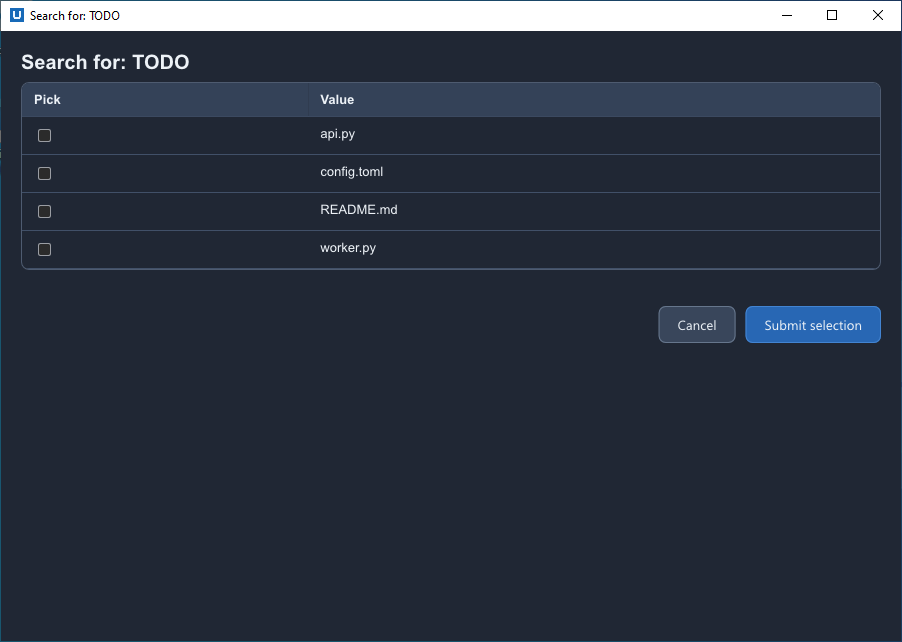 Search for: TODO
Search for: TODO
Pick Value
api.py
config.toml
README.md
worker.py
Cancel Submit selection